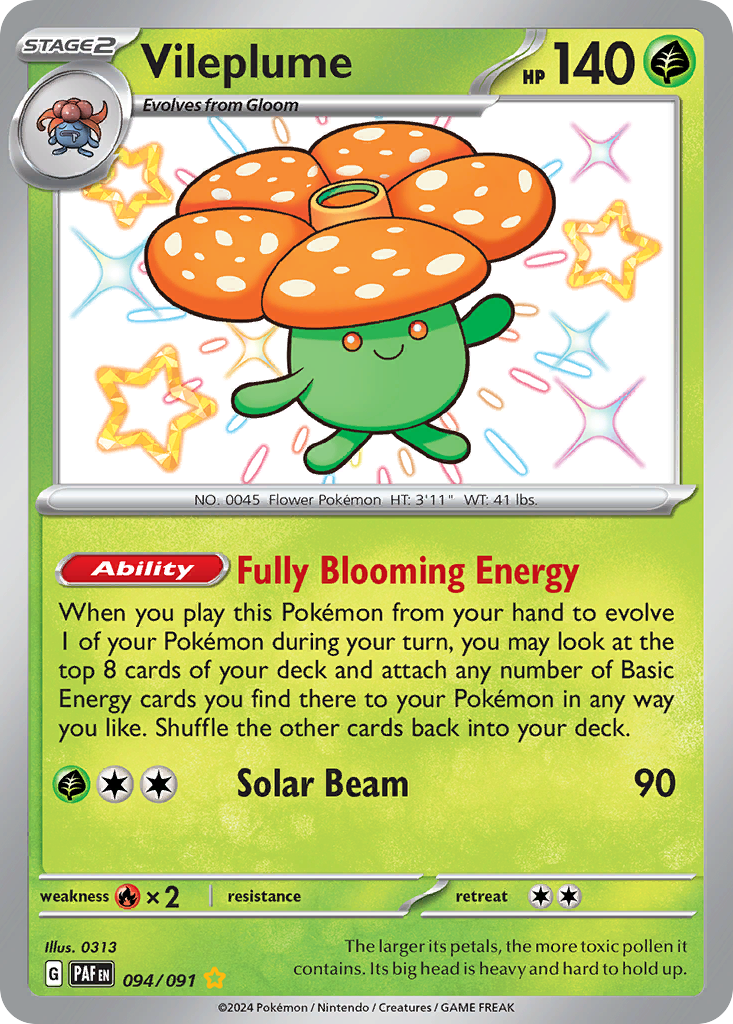 STAGE2
Vileplume
HP 140
Evolves from Gloom
NO. 0045 Flower Pokémon HT: 3'11" WT: 41 lbs.
Ability Fully Blooming Energy
When you play this Pokémon from your hand to evolve
1 of your Pokémon during your turn, you may look at the
top 8 cards of your deck and attach any number of Basic
Energy cards you find there to your Pokémon in any way
you like. Shuffle the other cards back into your deck.
Solar Beam 90
weakness ×2 resistance retreat
Illus. 0313
The larger its petals, the more toxic pollen it
contains. Its big head is heavy and hard to hold up.
G PAF EN 094/091
©2024 Pokémon / Nintendo / Creatures / GAME FREAK